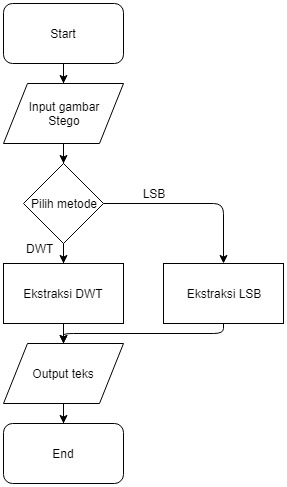 Start
Input gambar
Stego
Pilih metode
LSB
DWT
Ekstraksi DWT
Ekstraksi LSB
Output teks
End